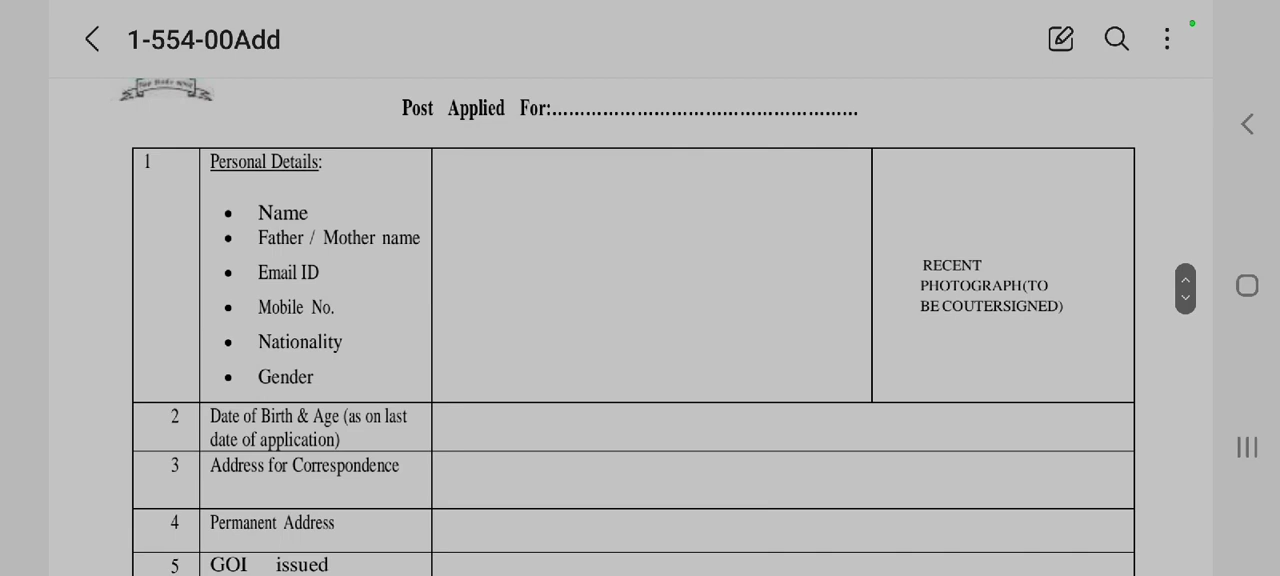 1-554-00Add
Post Applied For:......................................................
1 Personal Details:
• Name
• Father / Mother name
• Email ID
• Mobile No.
• Nationality
• Gender
RECENT
PHOTOGRAPH(TO
BE COUTERSIGNED)
2 Date of Birth & Age (as on last
date of application)
3 Address for Correspondence
4 Permanent Address
5 GOI issued